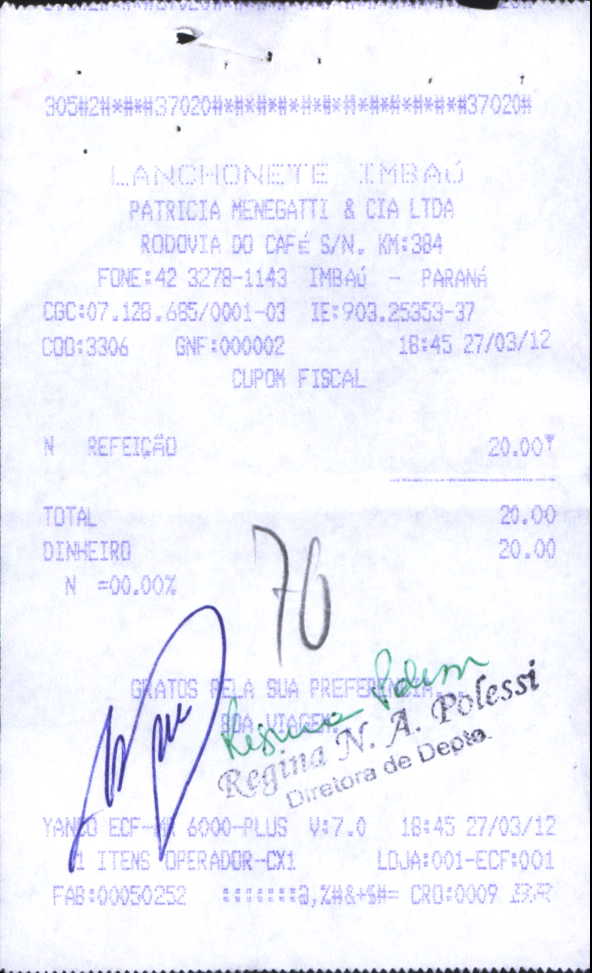 305#2#*#*#37020#*#*#*#*#*#*#*#*#*#*#37020#
LANCHONETE IMBAÚ
PATRICIA MENEGATTI & CIA LTDA
RODOVIA DO CAFÉ S/N. KM:384
FONE:42 3278-1143 IMBAÚ - PARANÁ
CGC:07.128.685/0001-03 IE:903.25353-37
COO:3306 GNF:000002 18:45 27/03/12
CUPOM FISCAL
N REFEIÇÃO 20.00T
TOTAL 20.00
DINHEIRO 20.00
N =00.00%
76
GRATOS PELA SUA PREFERENCIA.
BOA VIAGEM.
Regina N. A. Polessi
Diretora de Depto.
YANCO ECF-MR 6000-PLUS V:7.0 18:45 27/03/12
1 ITENS OPERADOR-CX1 LOJA:001-ECF:001
FAB:00050252 :::::::@,%#&+$#= CRO:0009